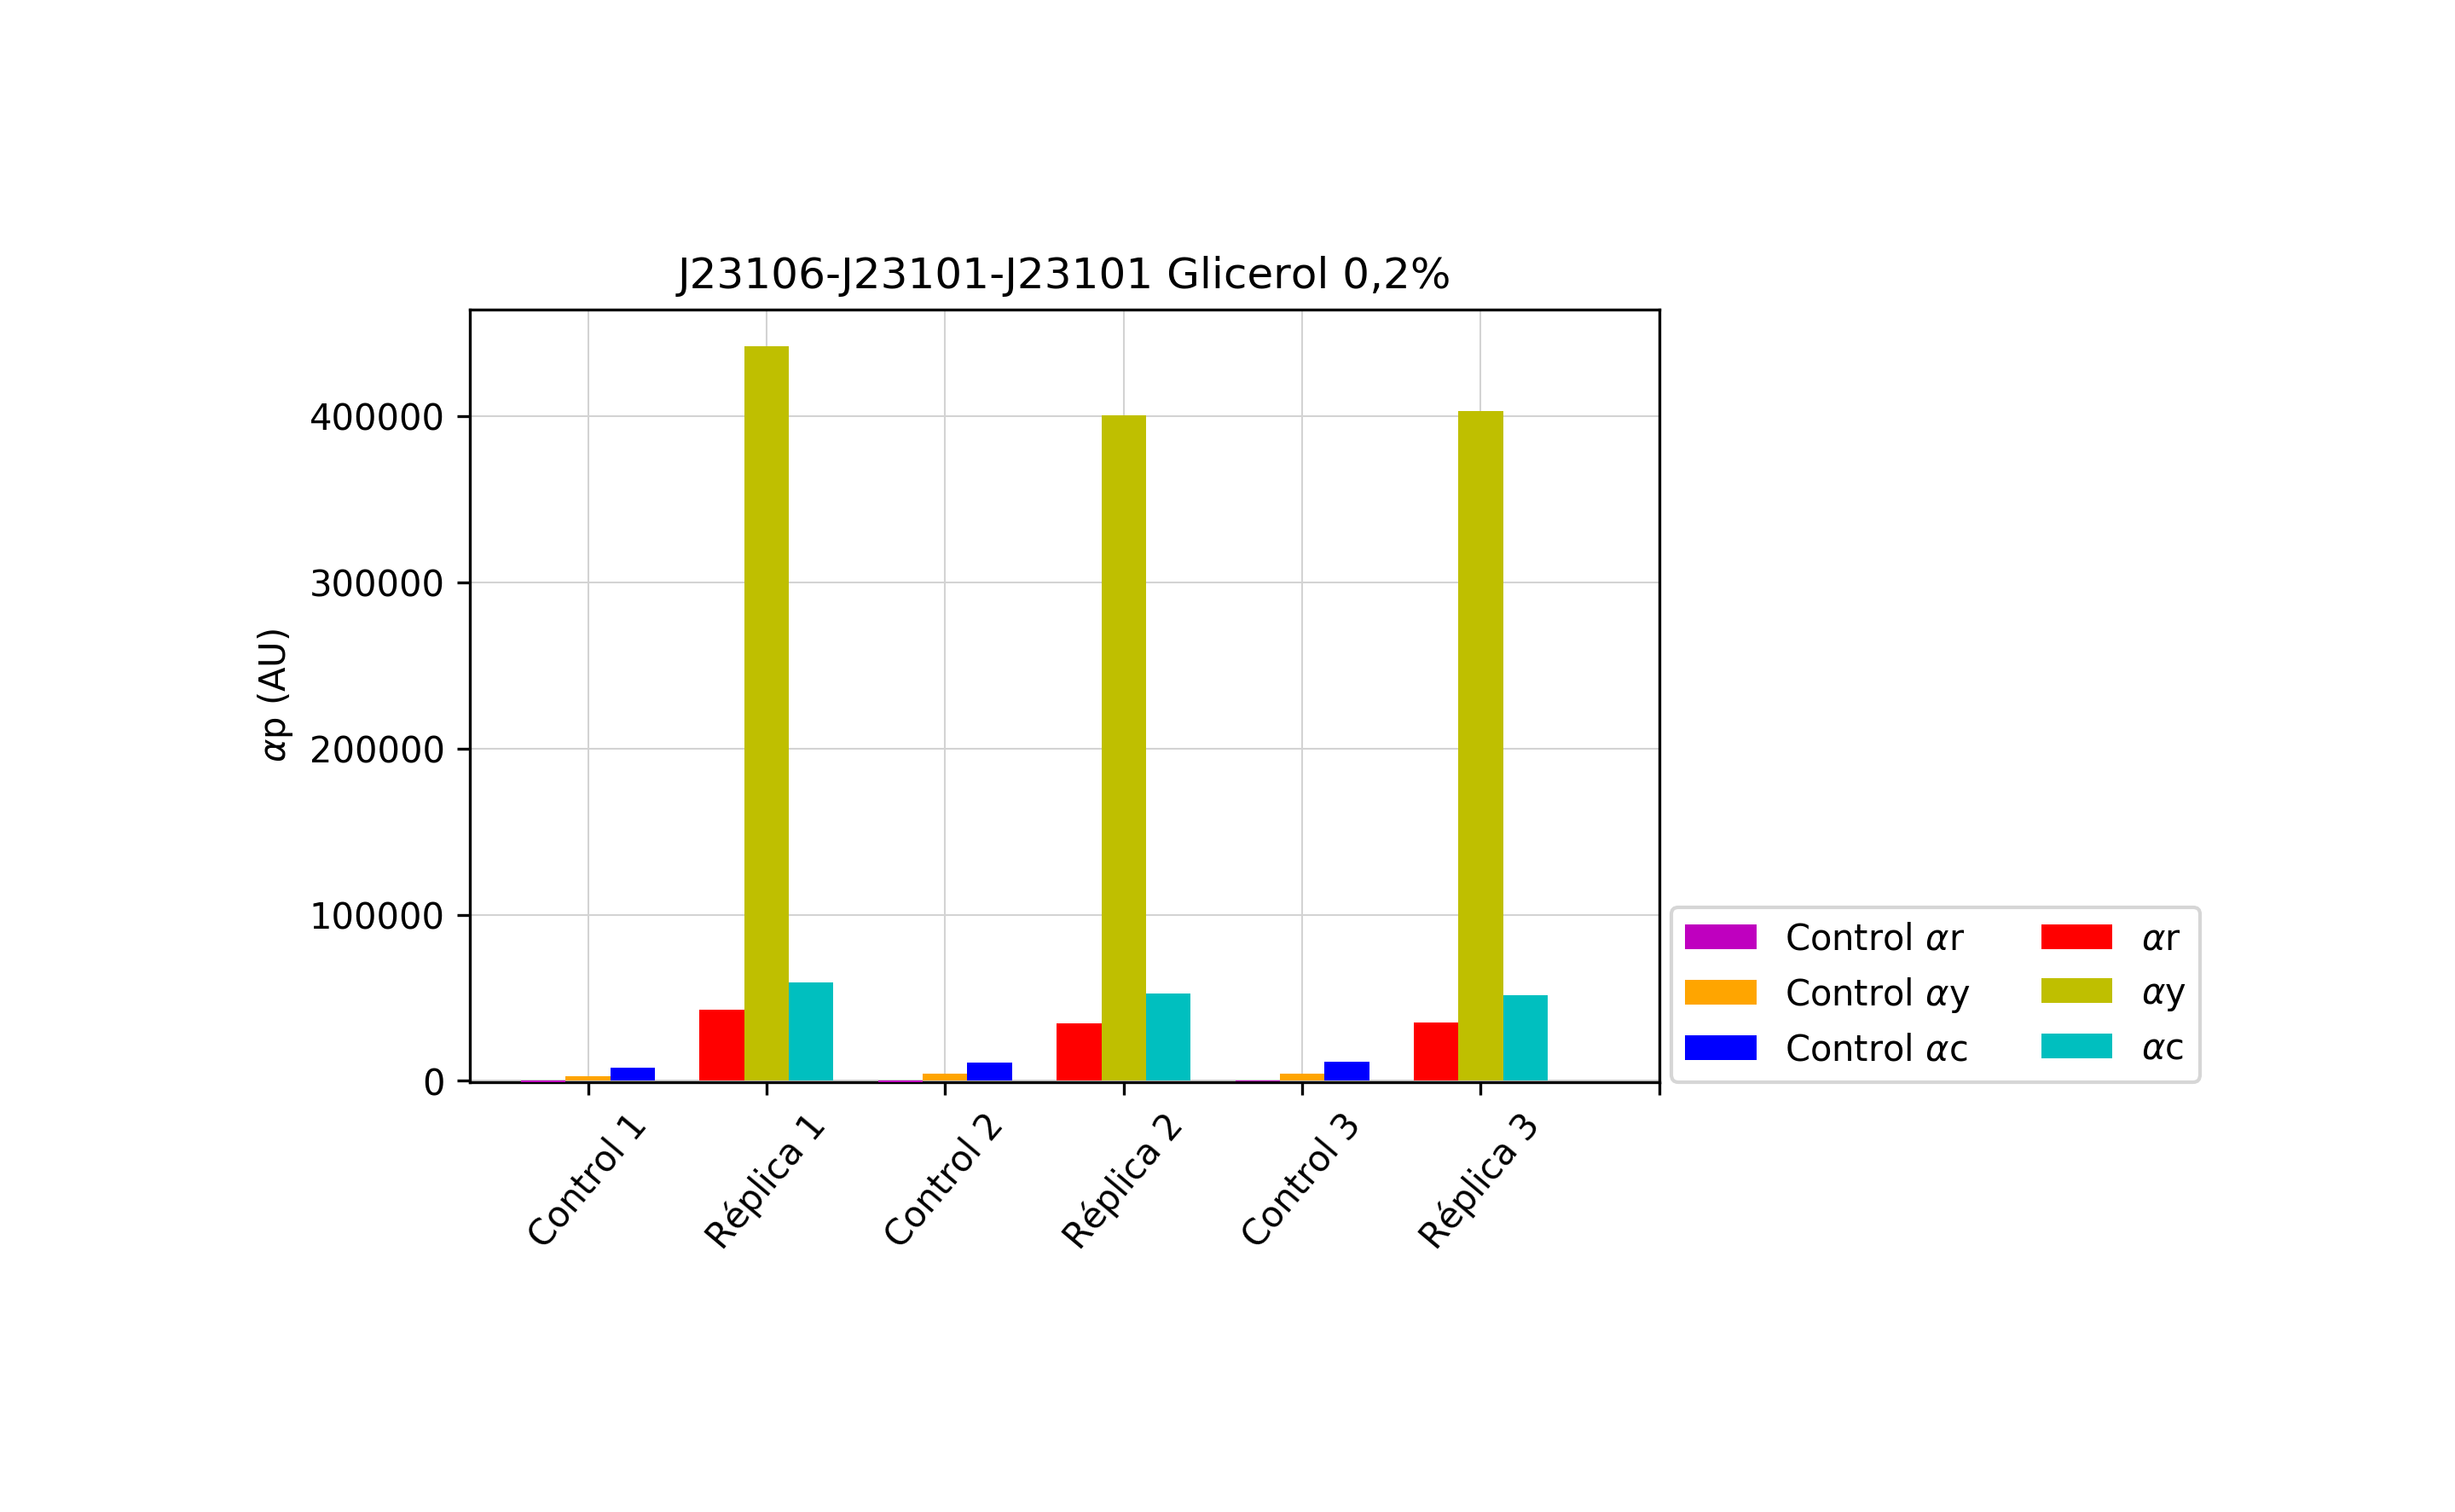 J23106-J23101-J23101 Glicerol 0,2%
αp (AU)
400000
300000
200000
100000
0
Control 1
Réplica 1
Control 2
Réplica 2
Control 3
Réplica 3
Control αr
Control αy
Control αc
αr
αy
αc